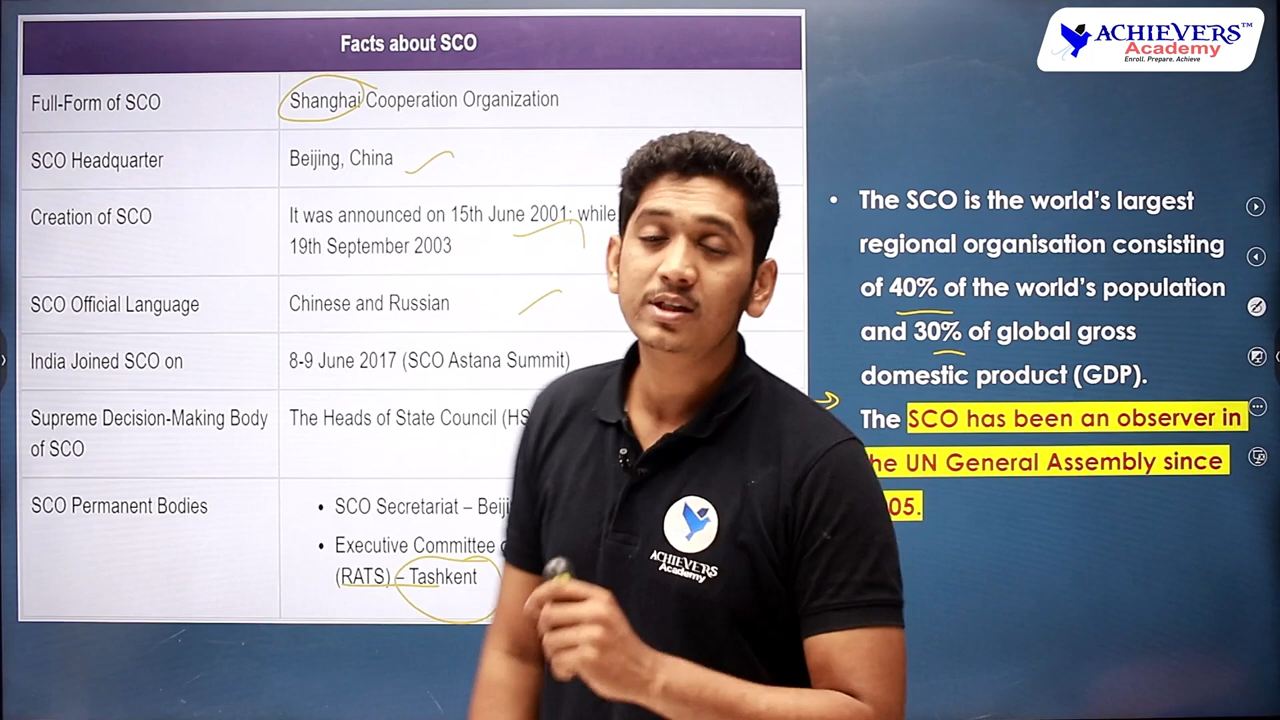 Facts about SCO
Full-Form of SCO
Shanghai Cooperation Organization
SCO Headquarter
Beijing, China
Creation of SCO
It was announced on 15th June 2001; while
19th September 2003
SCO Official Language
Chinese and Russian
India Joined SCO on
8-9 June 2017 (SCO Astana Summit)
Supreme Decision-Making Body
of SCO
The Heads of State Council (HS
SCO Permanent Bodies
• SCO Secretariat – Beiji
• Executive Committee
(RATS) – Tashkent
ACHIEVERS™
Academy
Enroll. Prepare. Achieve
• The SCO is the world's largest
regional organisation consisting
of 40% of the world's population
and 30% of global gross
domestic product (GDP).
The SCO has been an observer in
he UN General Assembly since
05.
ACHIEVERS
Academy